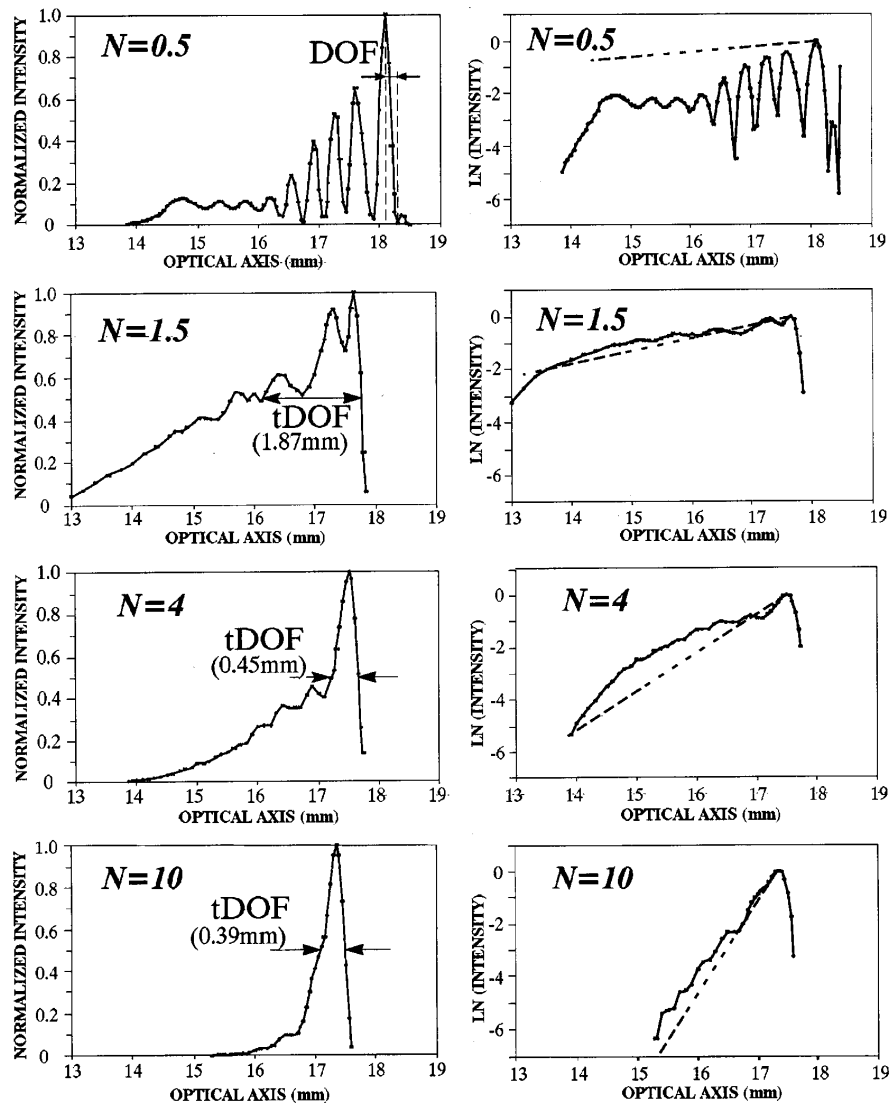 N=0.5
DOF
NORMALIZED INTENSITY
1.0
0.8
0.6
0.4
0.2
0
13 14 15 16 17 18 19
OPTICAL AXIS (mm)
N=0.5
LN (INTENSITY)
0
-2
-4
-6
13 14 15 16 17 18 19
OPTICAL AXIS (mm)
N=1.5
tDOF
(1.87mm)
NORMALIZED INTENSITY
1.0
0.8
0.6
0.4
0.2
0
13 14 15 16 17 18 19
OPTICAL AXIS (mm)
N=1.5
LN (INTENSITY)
0
-2
-4
-6
13 14 15 16 17 18 19
OPTICAL AXIS (mm)
N=4
tDOF
(0.45mm)
NORMALIZED INTENSITY
1.0
0.8
0.6
0.4
0.2
0
13 14 15 16 17 18 19
OPTICAL AXIS (mm)
N=4
LN (INTENSITY)
0
-2
-4
-6
13 14 15 16 17 18 19
OPTICAL AXIS (mm)
N=10
tDOF
(0.39mm)
NORMALIZED INTENSITY
1.0
0.8
0.6
0.4
0.2
0
13 14 15 16 17 18 19
OPTICAL AXIS (mm)
N=10
LN (INTENSITY)
0
-2
-4
-6
13 14 15 16 17 18 19
OPTICAL AXIS (mm)